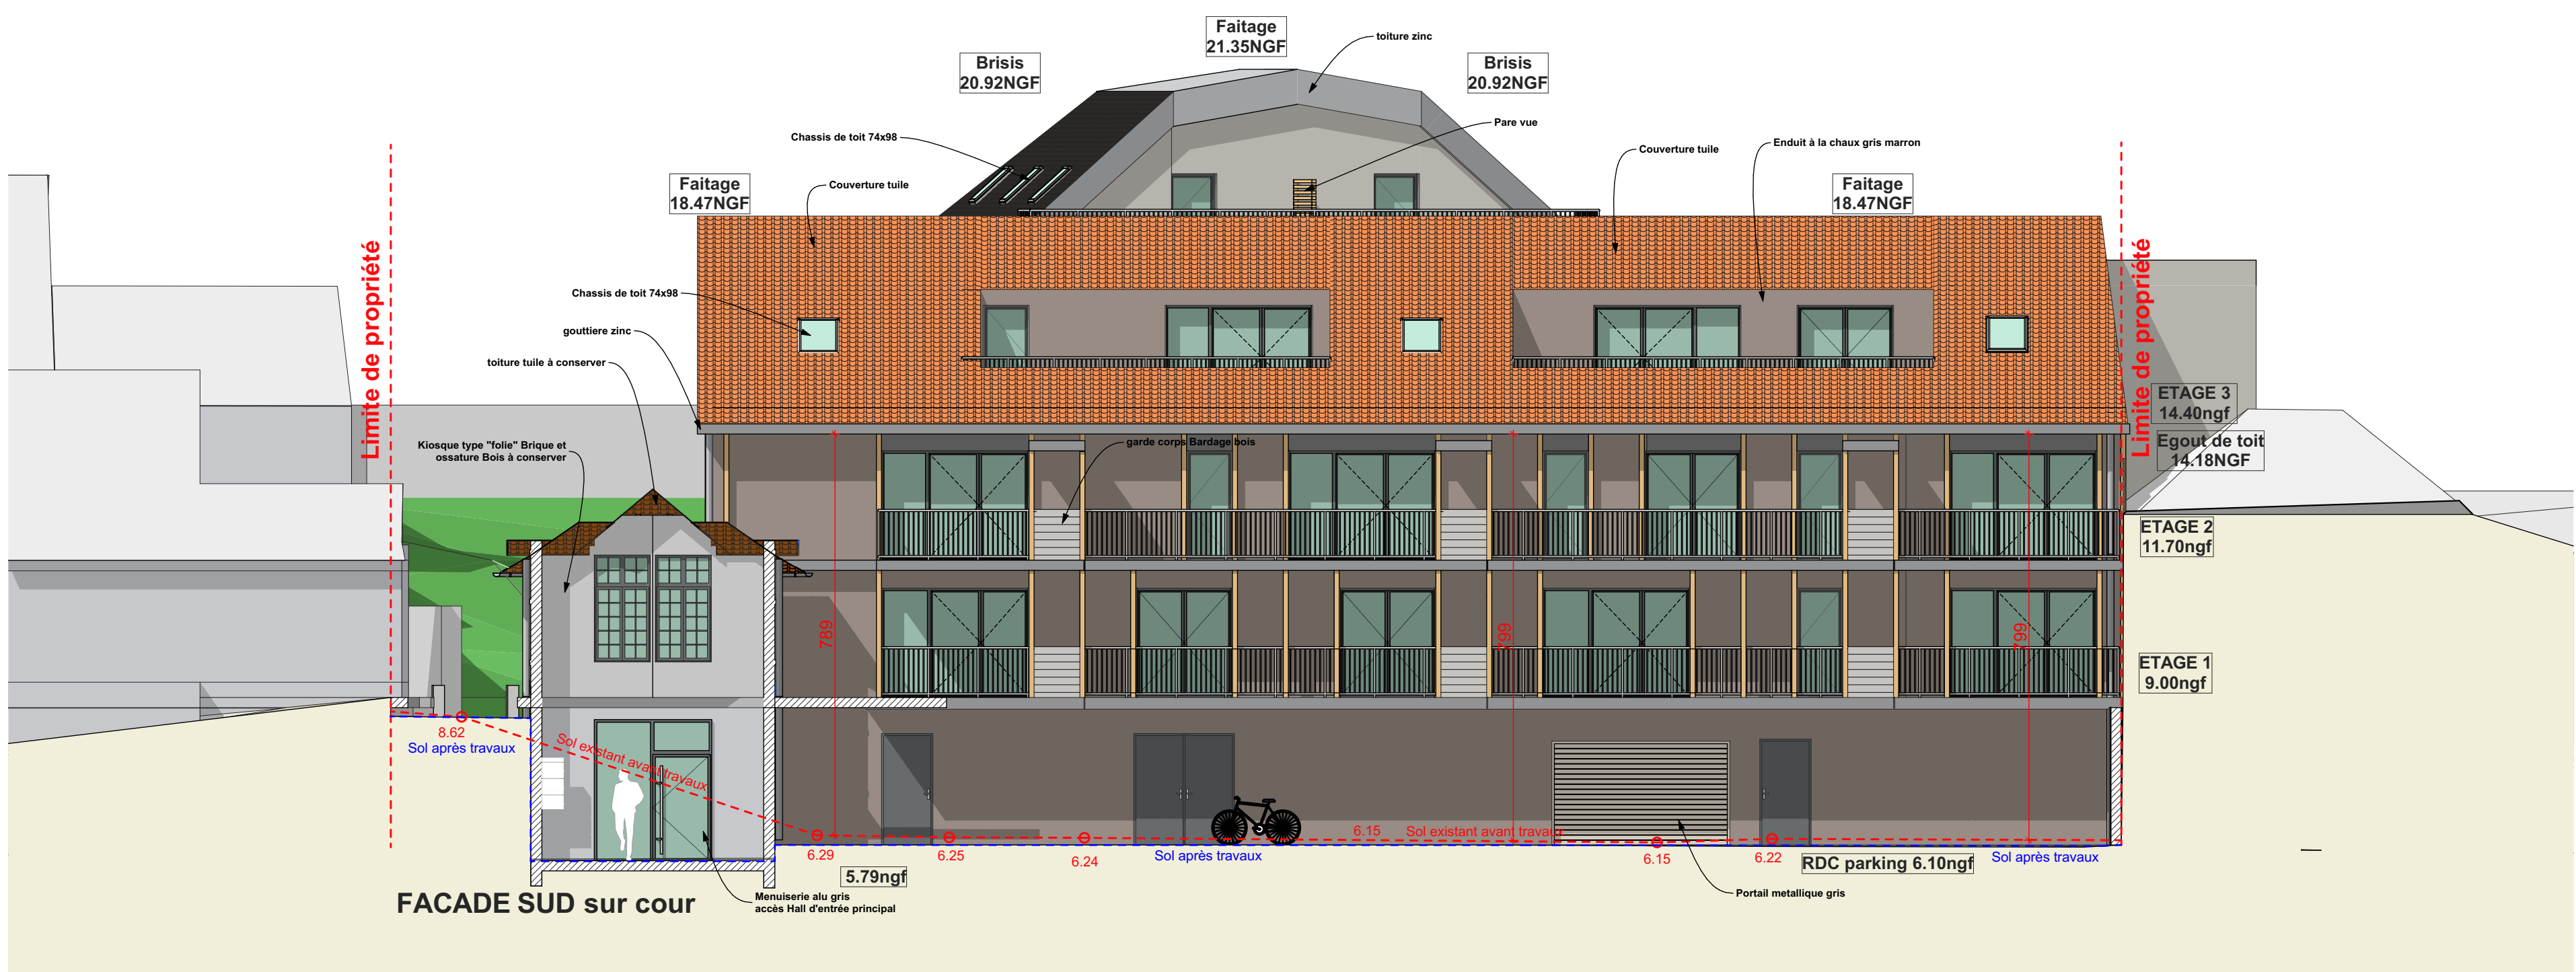 Faitage
21.35NGF
toiture zinc
Brisis
20.92NGF
Brisis
20.92NGF
Pare vue
Chassis de toit 74x98
Enduit à la chaux gris marron
Couverture tuile
Faitage
18.47NGF
Couverture tuile
Faitage
18.47NGF
Limite de propriété
Limite de propriété
Chassis de toit 74x98
gouttiere zinc
toiture tuile à conserver
ETAGE 3
14.40ngf
Kiosque type "folie" Brique et
ossature Bois à conserver
garde corps Bardage bois
Egout de toit
14.18NGF
ETAGE 2
11.70ngf
789
799
799
ETAGE 1
9.00ngf
8.62
Sol après travaux
Sol existant avant travaux
6.29
6.25
6.24
Sol après travaux
6.15
Sol existant avant travaux
6.15
6.22
RDC parking 6.10ngf
Sol après travaux
5.79ngf
FACADE SUD sur cour
Menuiserie alu gris
accès Hall d'entrée principal
Portail metallique gris